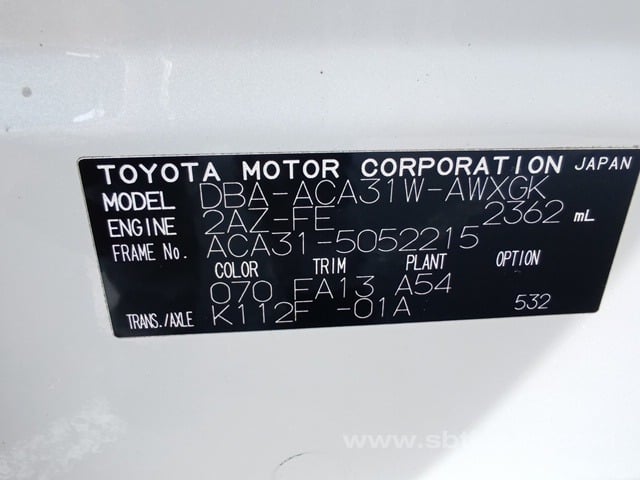 TOYOTA MOTOR CORPORATION JAPAN
MODEL DBA-ACA31W-AWXGK
ENGINE 2AZ-FE 2362 mL
FRAME No. ACA31-5052215
COLOR TRIM PLANT OPTION
070 FA13 A54
TRANS./AXLE K112F -01A 532